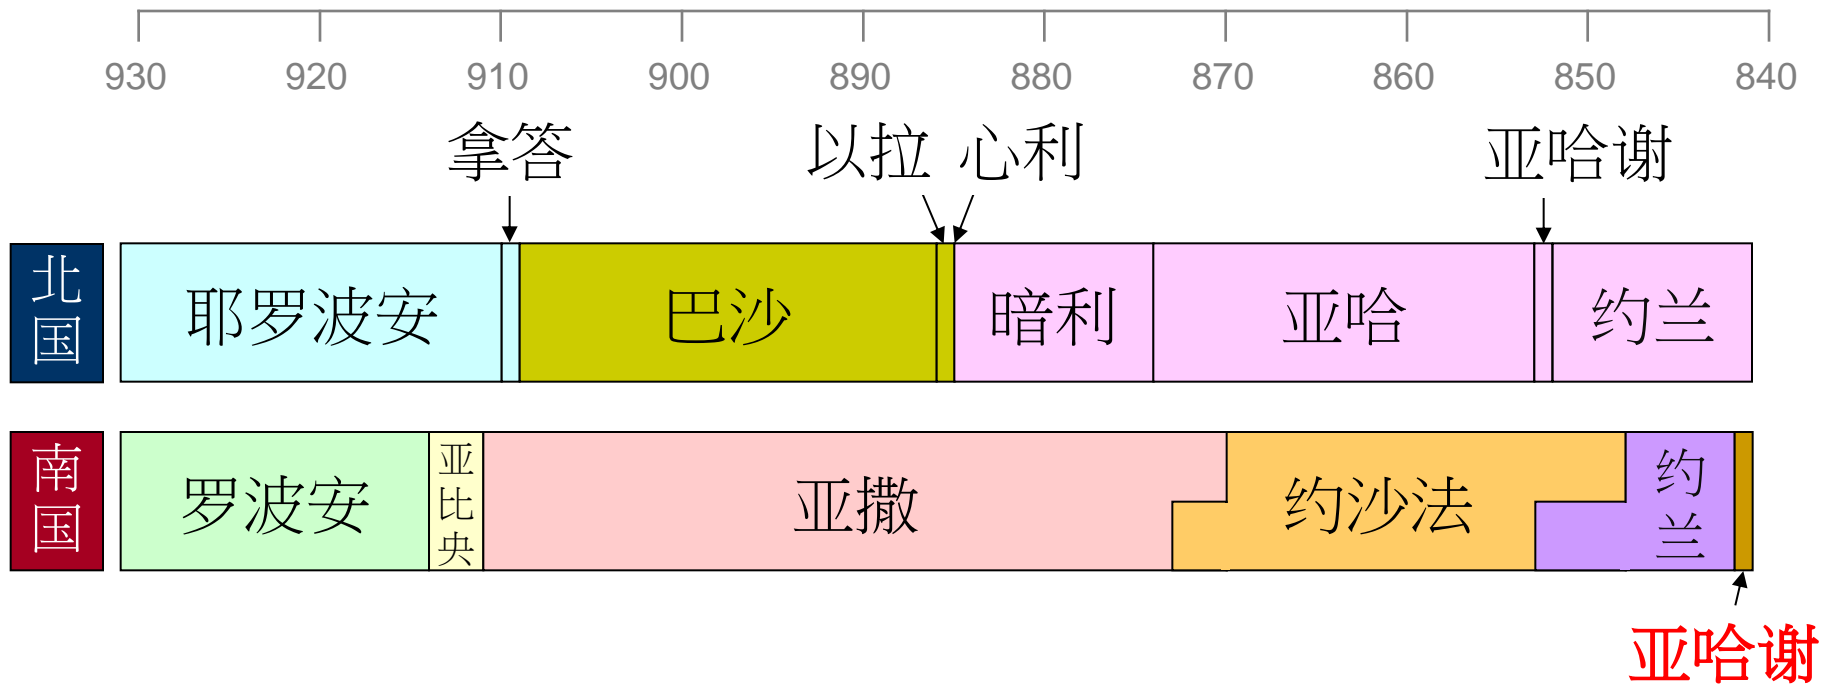 930 920 910 900 890 880 870 860 850 840
拿答 以拉 心利 亚哈谢
北国 耶罗波安 巴沙 暗利 亚哈 约兰
南国 罗波安 亚比央 亚撒 约沙法 约兰
亚哈谢